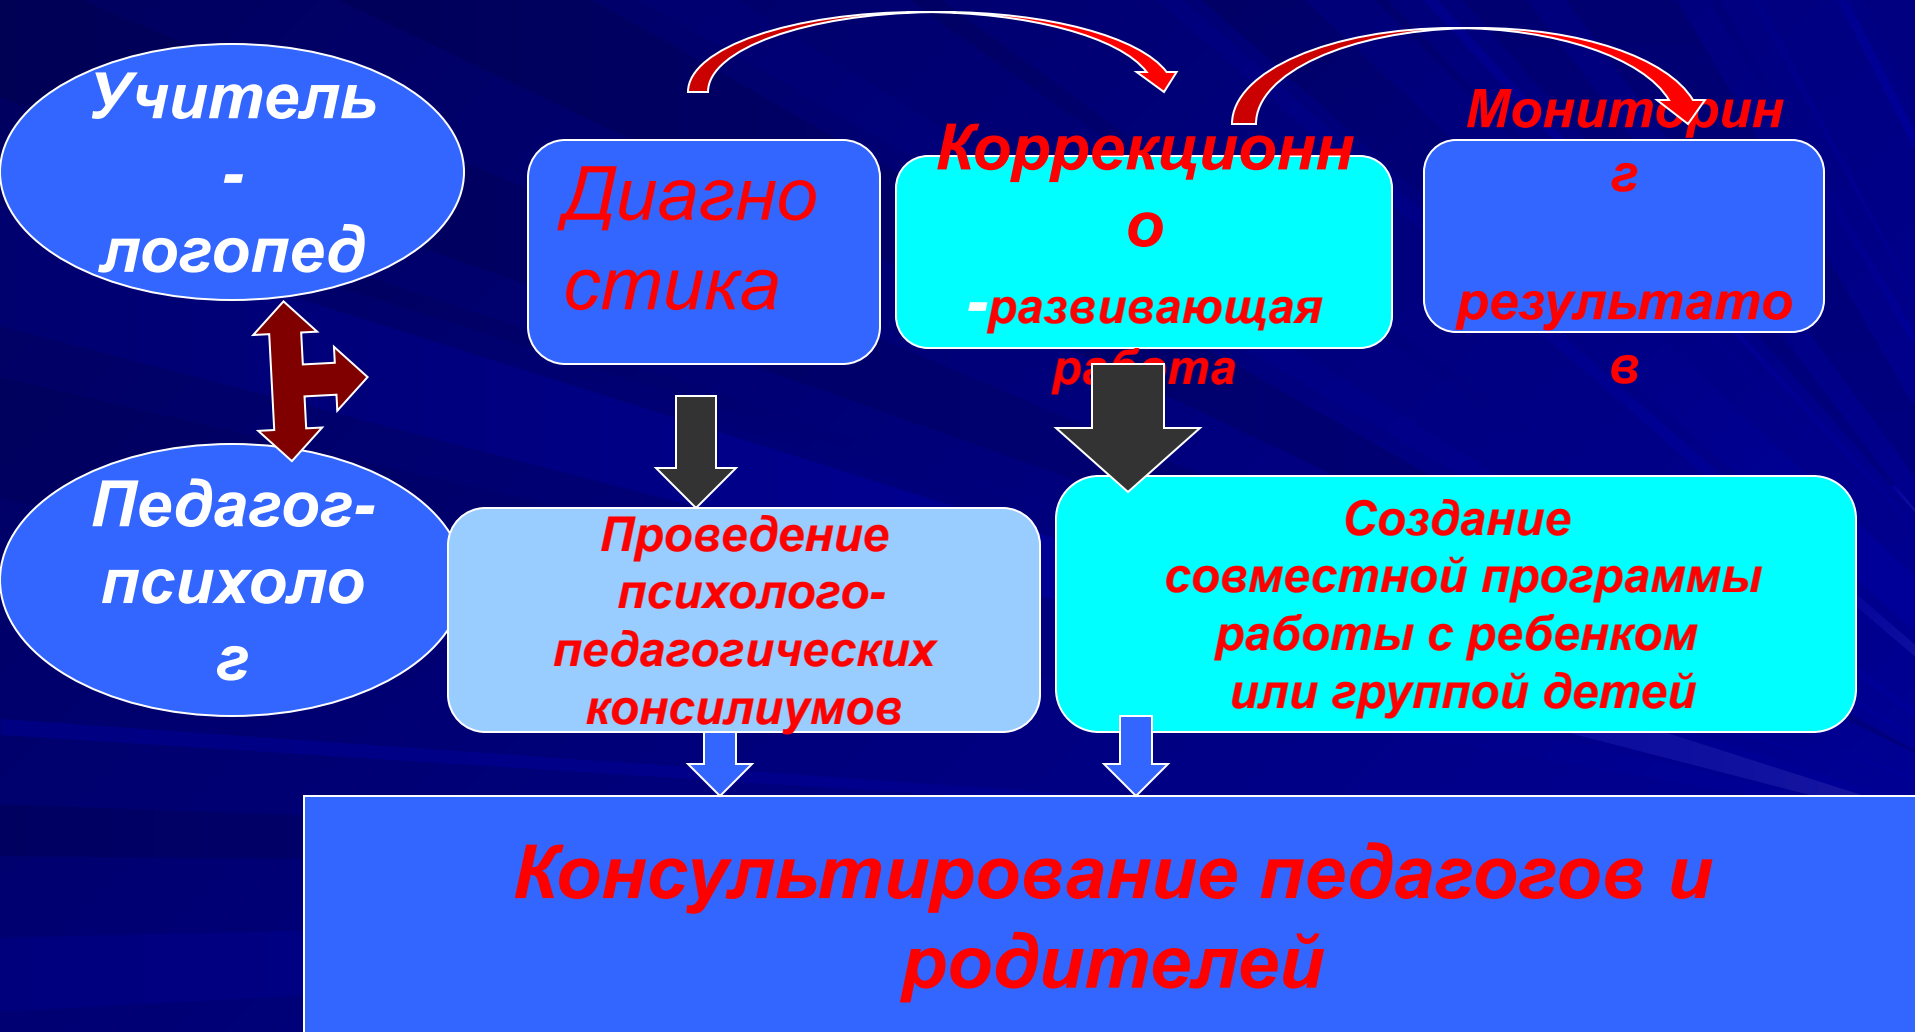 Учитель
-
логопед
Диагно
стика
Коррекционн
о
-развивающая
работа
Мониторин
г
результато
в
Педагог-
психоло
г
Проведение
психолого-
педагогических
консилиумов
Создание
совместной программы
работы с ребенком
или группой детей
Консультирование педагогов и
родителей